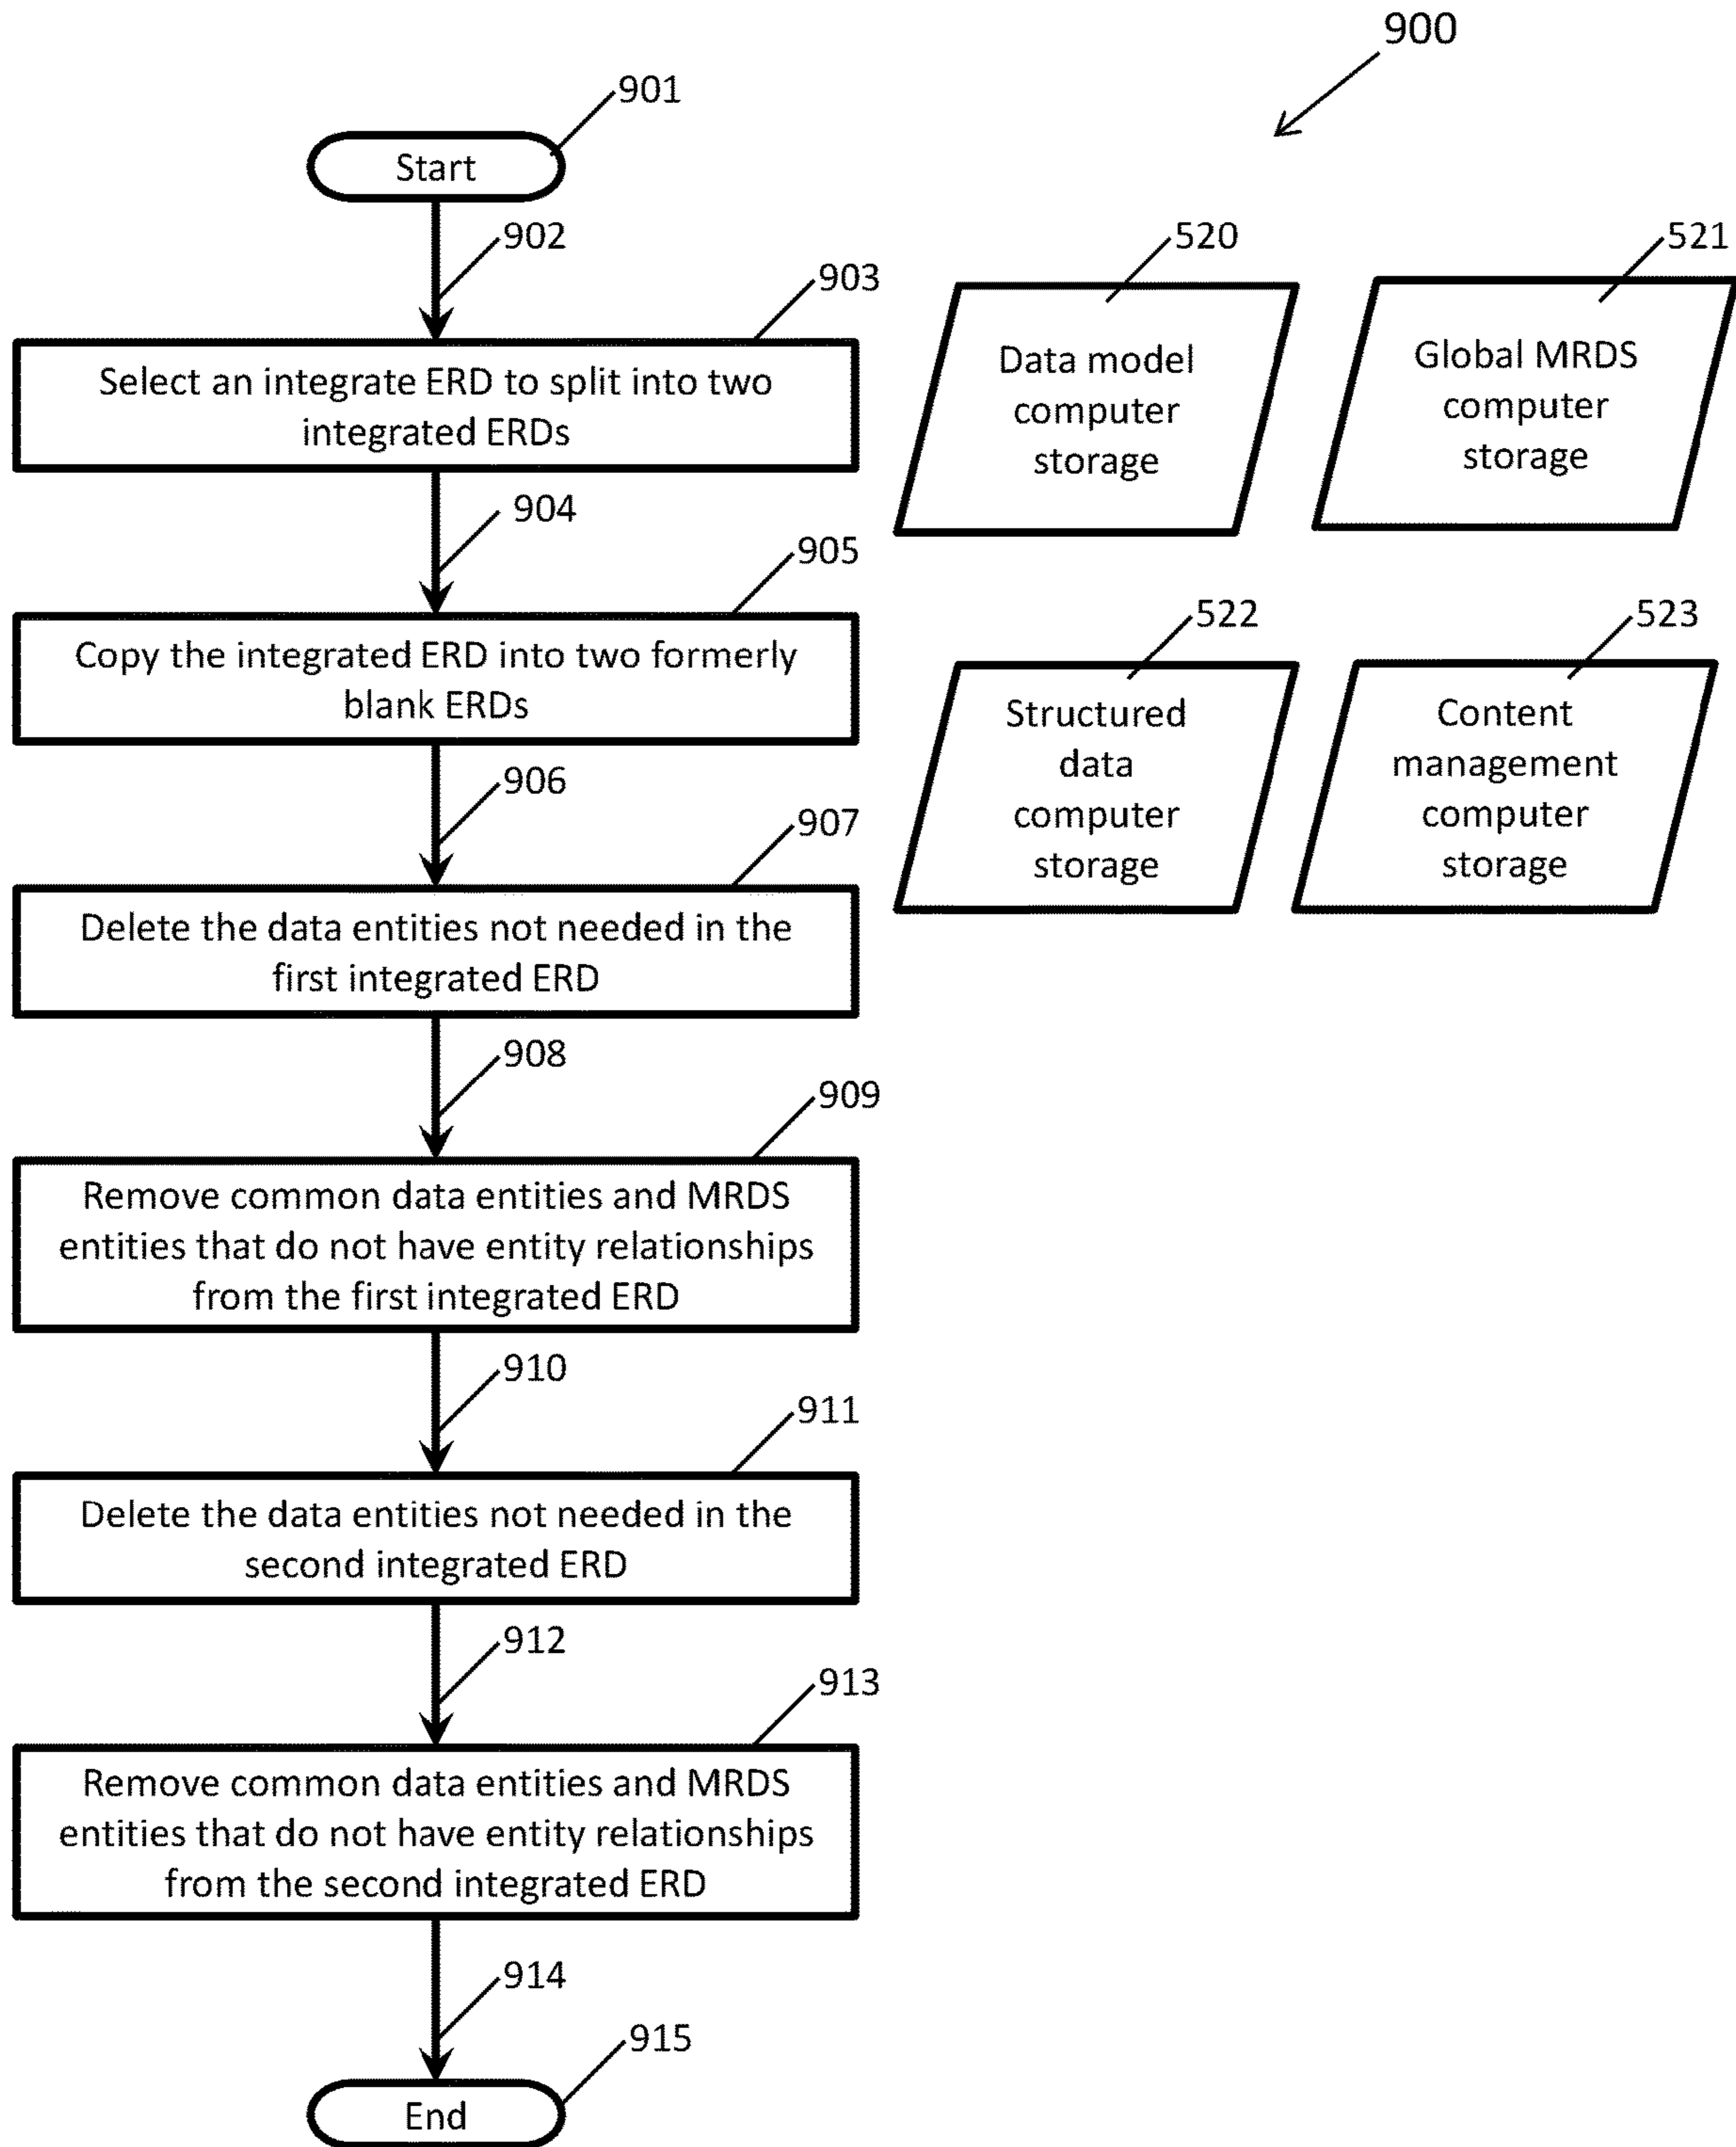 900
901
Start
902
903
Select an integrate ERD to split into two
integrated ERDs
904
905
Copy the integrated ERD into two formerly
blank ERDs
906
907
Delete the data entities not needed in the
first integrated ERD
908
909
Remove common data entities and MRDS
entities that do not have entity relationships
from the first integrated ERD
910
911
Delete the data entities not needed in the
second integrated ERD
912
913
Remove common data entities and MRDS
entities that do not have entity relationships
from the second integrated ERD
914
915
End
520
Data model
computer
storage
521
Global MRDS
computer
storage
522
Structured
data
computer
storage
523
Content
management
computer
storage